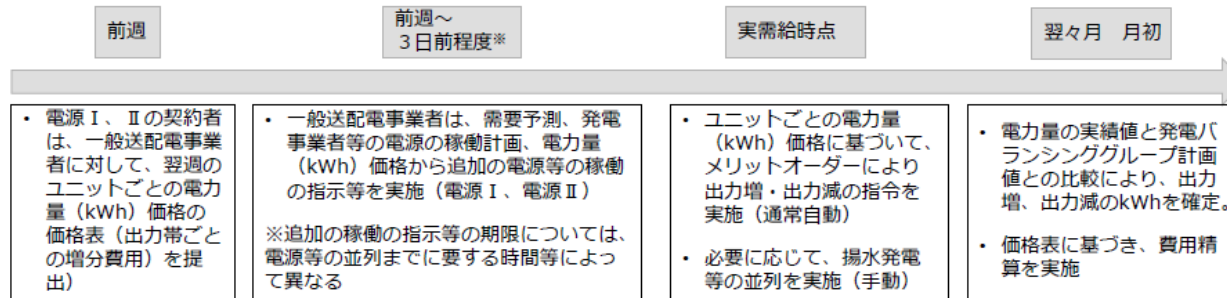 前週
前週～
３日前程度※
実需給時点
翌々月　月初
• 電源Ⅰ、Ⅱの契約者
は、一般送配電事業
者に対して、翌週の
ユニットごとの電力
量（kWh）価格の
価格表（出力帯ごと
の増分費用）を提
出）
• 一般送配電事業者は、需要予測、発電
事業者等の電源の稼働計画、電力量
（kWh）価格から追加の電源等の稼働
の指示等を実施（電源Ⅰ、電源Ⅱ）
※追加の稼働の指示等の期限については、
電源等の並列までに要する時間等によっ
て異なる
• ユニットごとの電力量
（kWh）価格に基づいて、
メリットオーダーにより
出力増・出力減の指令を
実施（通常自動）
• 必要に応じて、揚水発電
等の並列を実施（手動）
• 電力量の実績値と発電バ
ランシンググループ計画
値との比較により、出力
増、出力減のkWhを確定。
• 価格表に基づき、費用精
算を実施